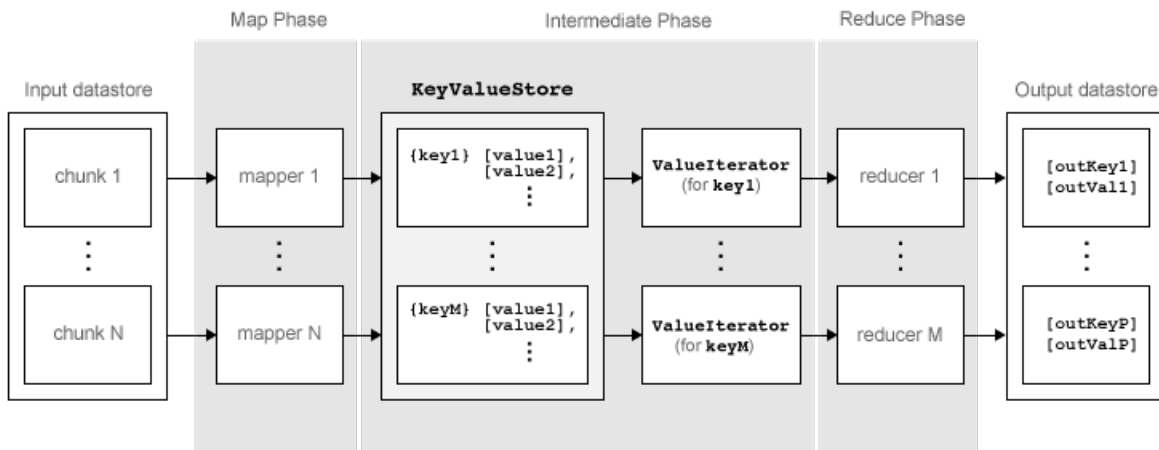 Map Phase
Intermediate Phase
Reduce Phase
Input datastore
KeyValueStore
Output datastore
chunk 1
mapper 1
{key1} [value1],
[value2],
ValueIterator
(for key1)
reducer 1
[outKey1]
[outVal1]
chunk N
mapper N
{keyM} [value1],
[value2],
ValueIterator
(for keyM)
reducer M
[outKeyP]
[outValP]